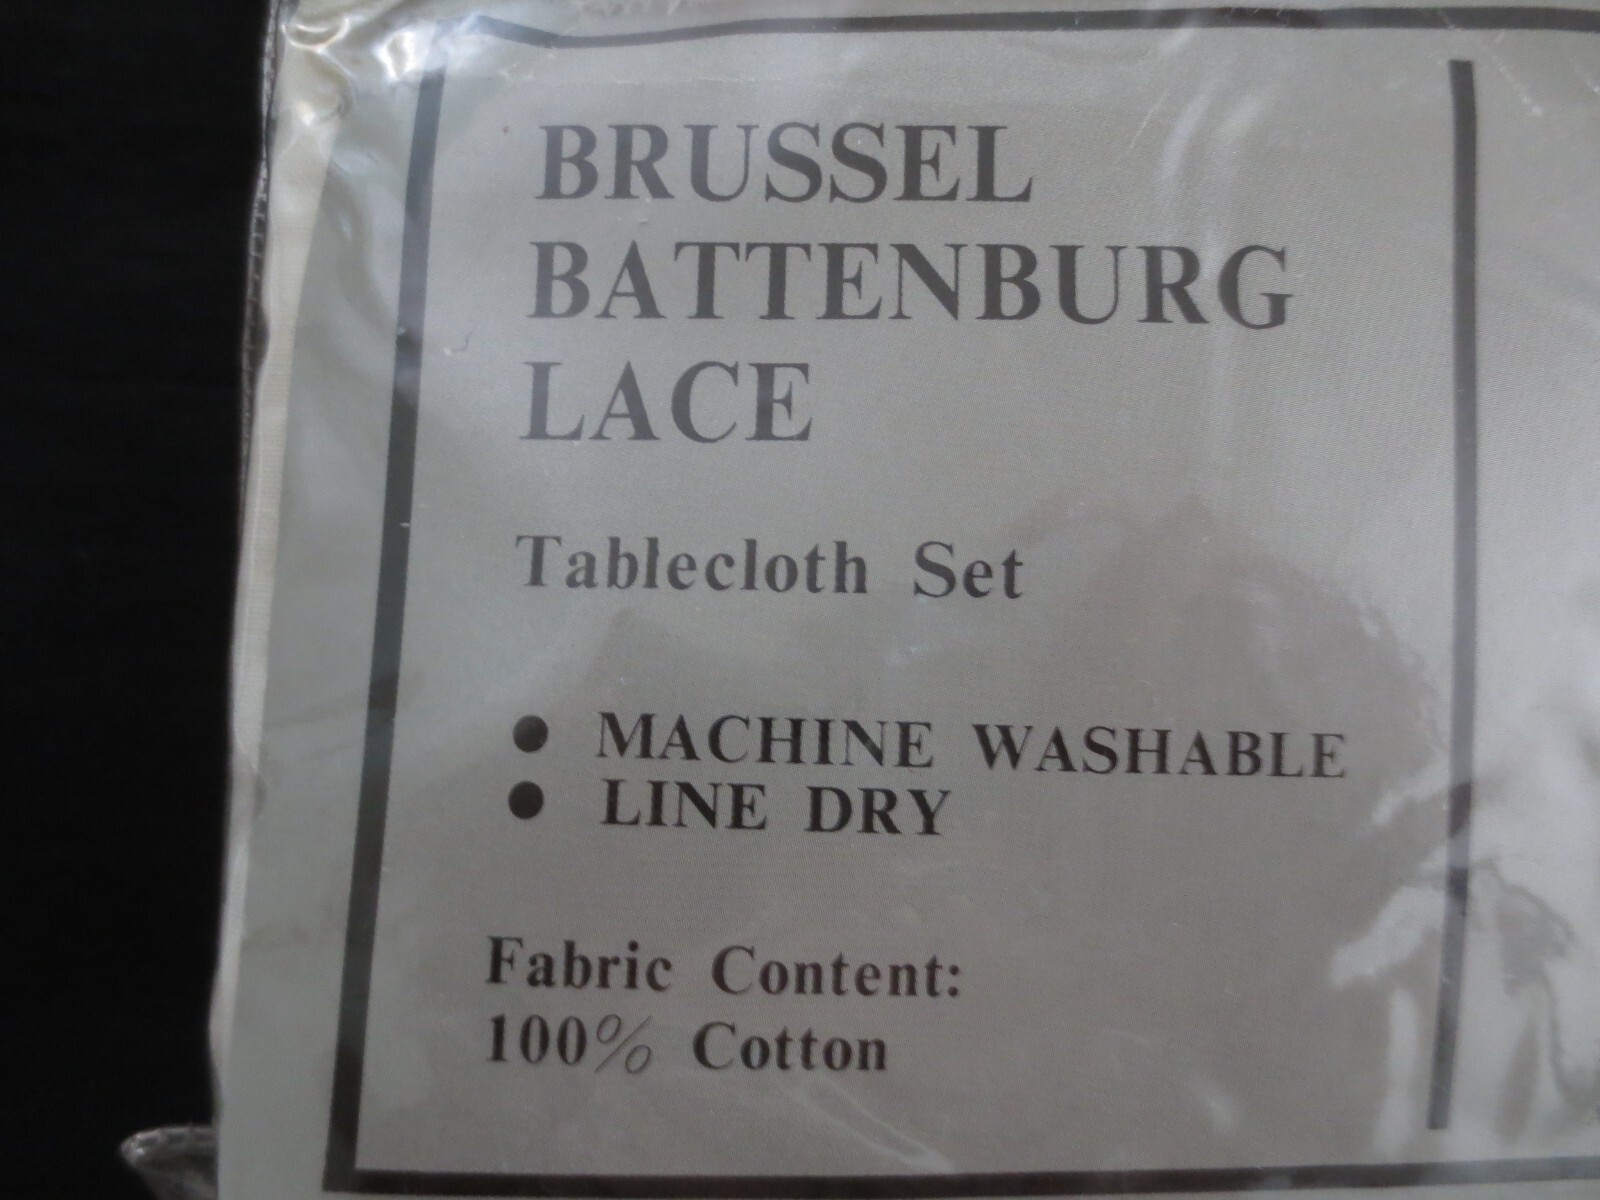 BRUSSEL
BATTENBURG
LACE
Tablecloth Set
● MACHINE WASHABLE
● LINE DRY
Fabric Content:
100% Cotton